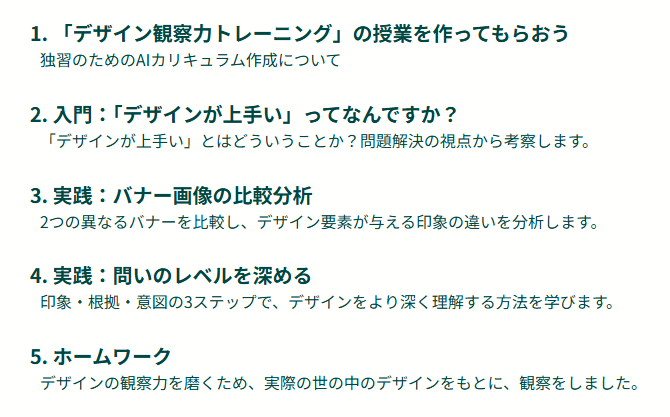 1. 「デザイン観察力トレーニング」の授業を作ってもらおう
独習のためのAIカリキュラム作成について
2. 入門：「デザインが上手い」ってなんですか？
「デザインが上手い」とはどういうことか？問題解決の視点から考察します。
3. 実践：バナー画像の比較分析
2つの異なるバナーを比較し、デザイン要素が与える印象の違いを分析します。
4. 実践：問いのレベルを深める
印象・根拠・意図の3ステップで、デザインをより深く理解する方法を学びます。
5. ホームワーク
デザインの観察力を磨くため、実際の世の中のデザインをもとに、観察をしました。